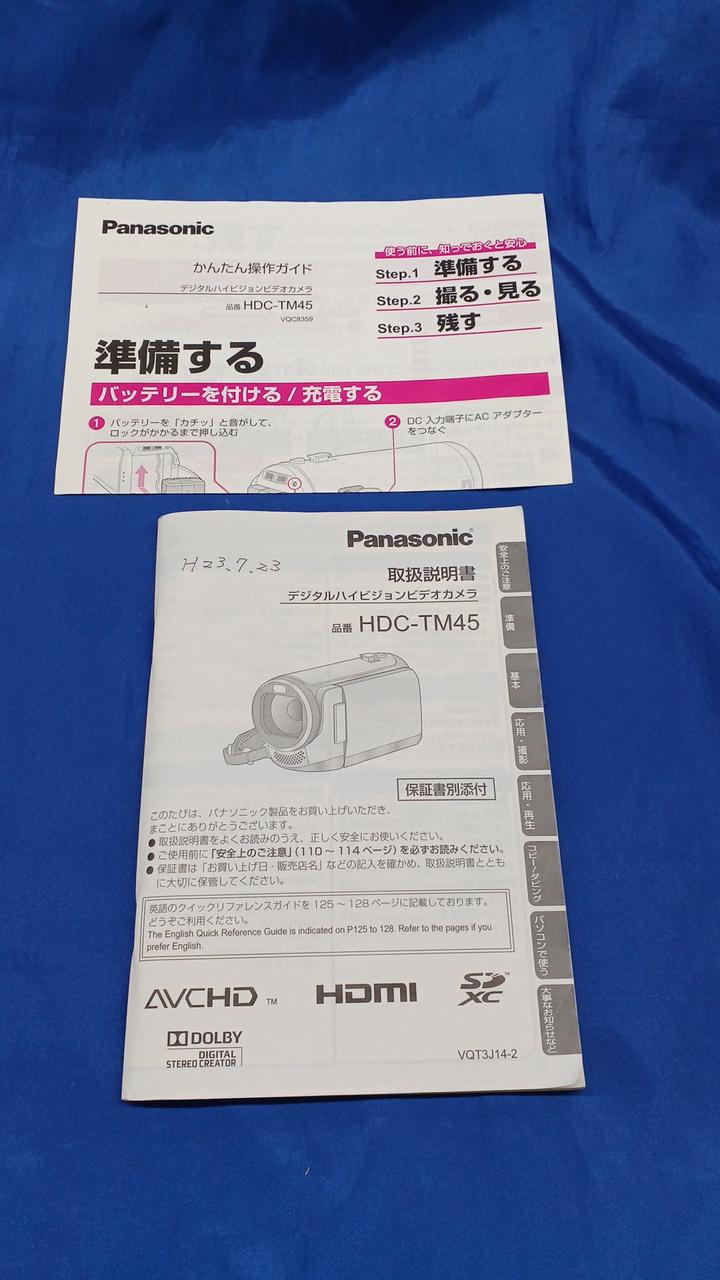 Panasonic
かんたん操作ガイド
デジタルハイビジョンビデオカメラ
品番 HDC-TM45
VQC8359
使う前に、知っておくと安心
Step.1 準備する
Step.2 撮る・見る
Step.3 残す
準備する
バッテリーを付ける / 充電する
1 バッテリーを「カチッ」と音がして、
ロックがかかるまで押し込む
2 DC 入力端子にAC アダプター
をつなぐ
H23.7.23
Panasonic®
取扱説明書
デジタルハイビジョンビデオカメラ
品番 HDC-TM45
保証書別添付
このたびは、パナソニック製品をお買い上げいただき、
まことにありがとうございます。
● 取扱説明書をよくお読みのうえ、正しく安全にお使いください。
● ご使用前に「安全上のご注意」(110 ~ 114ページ)を必ずお読みください。
● 保証書は「お買い上げ日・販売店名」などの記入を確かめ、取扱説明書ととも
に大切に保管してください。
英語のクイックリファレンスガイドを 125 ~ 128 ページに記載しております。
どうぞご利用ください。
The English Quick Reference Guide is indicated on P125 to 128. Refer to the pages if you
prefer English.
AVCHD TM
HDMI
SD XC TM
DOLBY
DIGITAL
STEREO CREATOR
VQT3J14-2
安全上のご注意
準備
基本
応用・撮影
応用・再生
コピー/ダビング
パソコンで使う
大事なお知らせなど